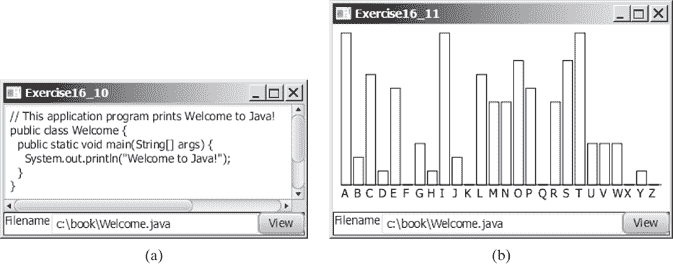 Exercise16_10
// This application program prints Welcome to Java!
public class Welcome {
public static void main(String[] args) {
System.out.println("Welcome to Java!");
}
}
Filename c:\book\Welcome.java View
(a)
Exercise16_11
A B C D E F G H I J K L M N O P Q R S T U V W X Y Z
Filename c:\book\Welcome.java View
(b)